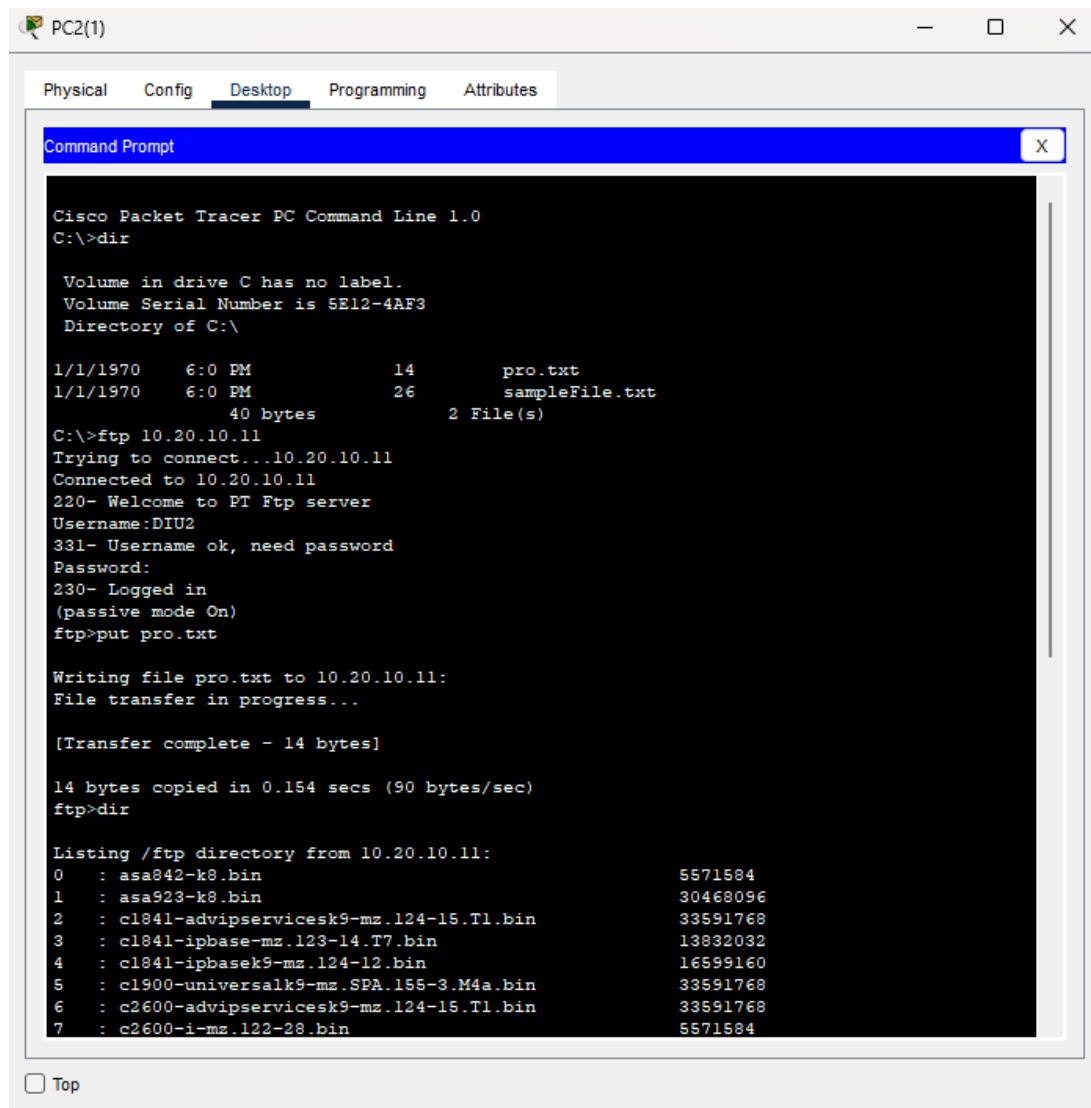 PC2(1)
Physical Config Desktop Programming Attributes
Command Prompt X
Cisco Packet Tracer PC Command Line 1.0
C:\>dir
Volume in drive C has no label.
Volume Serial Number is 5E12-4AF3
Directory of C:\
1/1/1970 6:0 PM 14 pro.txt
1/1/1970 6:0 PM 26 sampleFile.txt
40 bytes 2 File(s)
C:\>ftp 10.20.10.11
Trying to connect...10.20.10.11
Connected to 10.20.10.11
220- Welcome to PT Ftp server
Username:DIU2
331- Username ok, need password
Password:
230- Logged in
(passive mode On)
ftp>put pro.txt
Writing file pro.txt to 10.20.10.11:
File transfer in progress...
[Transfer complete - 14 bytes]
14 bytes copied in 0.154 secs (90 bytes/sec)
ftp>dir
Listing /ftp directory from 10.20.10.11:
0 : asa842-k8.bin 5571584
1 : asa923-k8.bin 30468096
2 : c1841-advipservicesk9-mz.124-15.T1.bin 33591768
3 : c1841-ipbase-mz.123-14.T7.bin 13832032
4 : c1841-ipbasek9-mz.124-12.bin 16599160
5 : c1900-universalk9-mz.SPA.155-3.M4a.bin 33591768
6 : c2600-advipservicesk9-mz.124-15.T1.bin 33591768
7 : c2600-i-mz.122-28.bin 5571584
Top